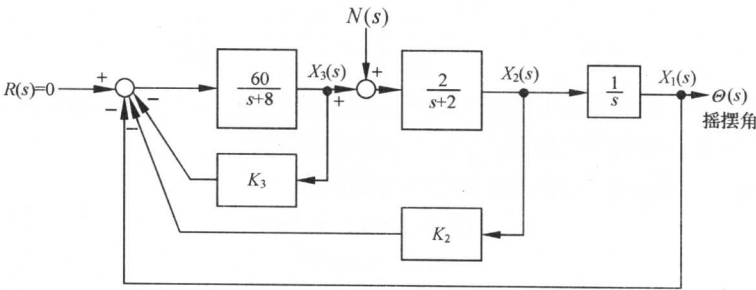 N(s)
R(s)=0
+
−
−
−
60
s+8
X₃(s)
+
+
2
s+2
X₂(s)
1
s
X₁(s)
Θ(s)
摇摆角
K₃
K₂